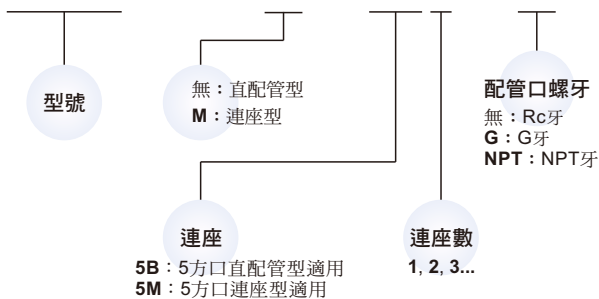 型號
無：直配管型
M：連座型
配管口螺牙
無：Rc牙
G：G牙
NPT：NPT牙
連座
5B：5方口直配管型適用
5M：5方口連座型適用
連座數
1, 2, 3...